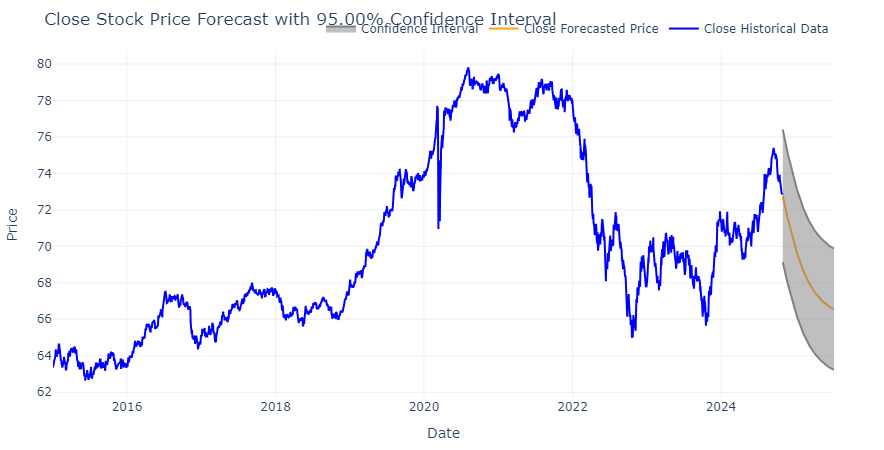 Close Stock Price Forecast with 95.00% Confidence Interval
Confidence Interval
Close Forecasted Price
Close Historical Data
80
78
76
74
72
70
68
66
64
62
Price
2016
2018
2020
2022
2024
Date